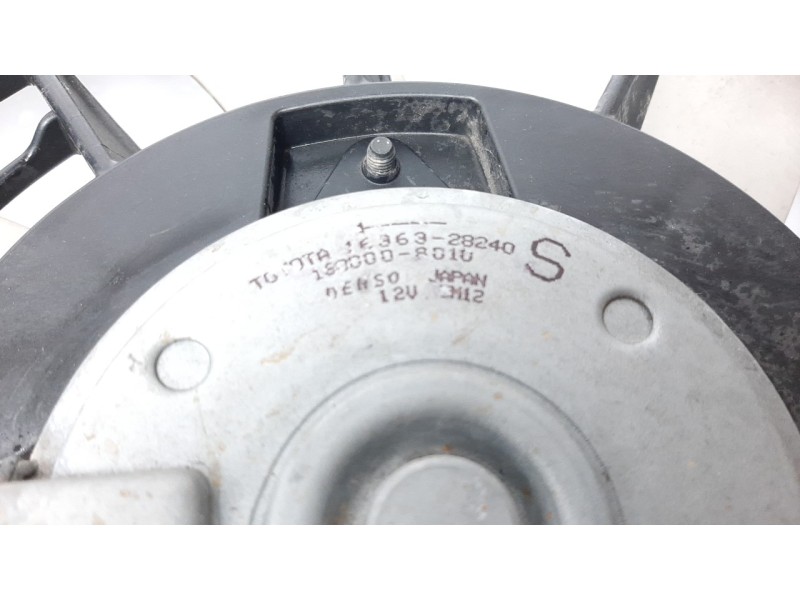 TOYOTA 16363-28240 S
168000-8010
DENSO JAPAN
12V